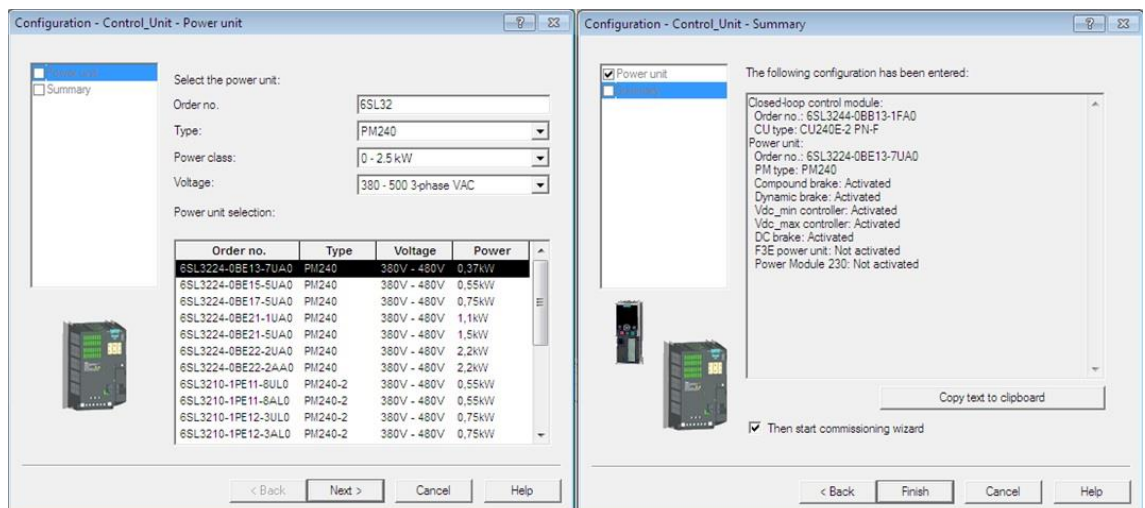 Configuration - Control_Unit - Power unit
Summary
Select the power unit:
Order no. 6SL32
Type: PM240
Power class: 0 - 2.5 kW
Voltage: 380 - 500 3-phase VAC
Power unit selection:
Order no. Type Voltage Power
6SL3224-0BE13-7UA0 PM240 380V - 480V 0,37kW
6SL3224-0BE15-5UA0 PM240 380V - 480V 0,55kW
6SL3224-0BE17-5UA0 PM240 380V - 480V 0,75kW
6SL3224-0BE21-1UA0 PM240 380V - 480V 1,1kW
6SL3224-0BE21-5UA0 PM240 380V - 480V 1,5kW
6SL3224-0BE22-2UA0 PM240 380V - 480V 2,2kW
6SL3224-0BE22-2AA0 PM240 380V - 480V 2,2kW
6SL3210-1PE11-8UL0 PM240-2 380V - 480V 0,55kW
6SL3210-1PE11-8AL0 PM240-2 380V - 480V 0,55kW
6SL3210-1PE12-3UL0 PM240-2 380V - 480V 0,75kW
6SL3210-1PE12-3AL0 PM240-2 380V - 480V 0,75kW
< Back Next > Cancel Help
Configuration - Control_Unit - Summary
Power unit
The following configuration has been entered:
Closed-loop control module:
Order no.: 6SL3244-0BB13-1FA0
CU type: CU240E-2 PN-F
Power unit:
Order no.: 6SL3224-0BE13-7UA0
PM type: PM240
Compound brake: Activated
Dynamic brake: Activated
Vdc_min controller: Activated
Vdc_max controller: Activated
DC brake: Activated
F3E power unit: Not activated
Power Module 230: Not activated
Copy text to clipboard
Then start commissioning wizard
< Back Finish Cancel Help